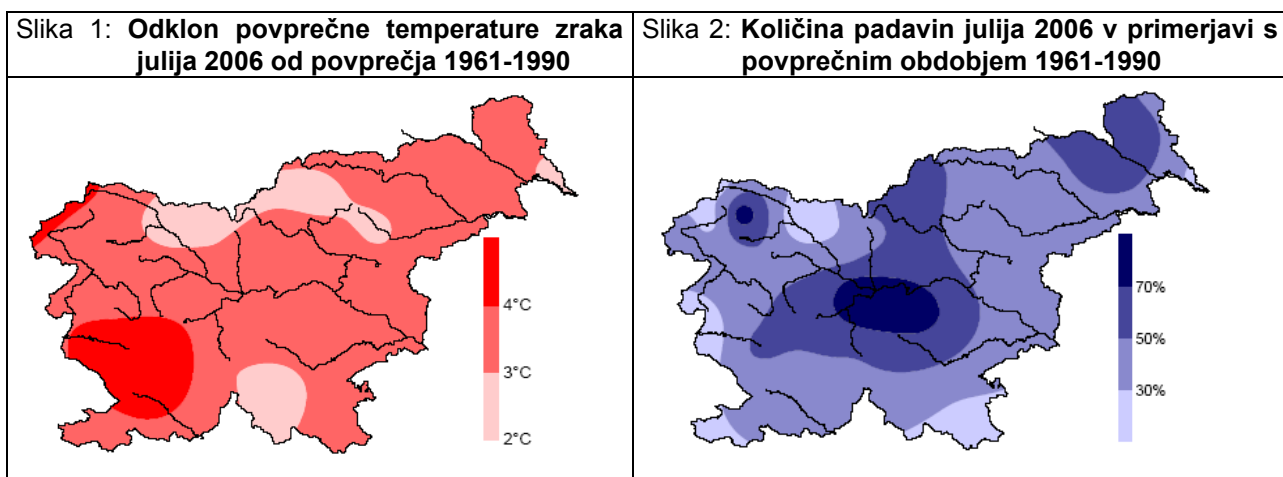 Slika 1: Odklon povprečne temperature zraka
julija 2006 od povprečja 1961-1990
Slika 2: Količina padavin julija 2006 v primerjavi s
povprečnim obdobjem 1961-1990
4°C
3°C
2°C
70%
50%
30%